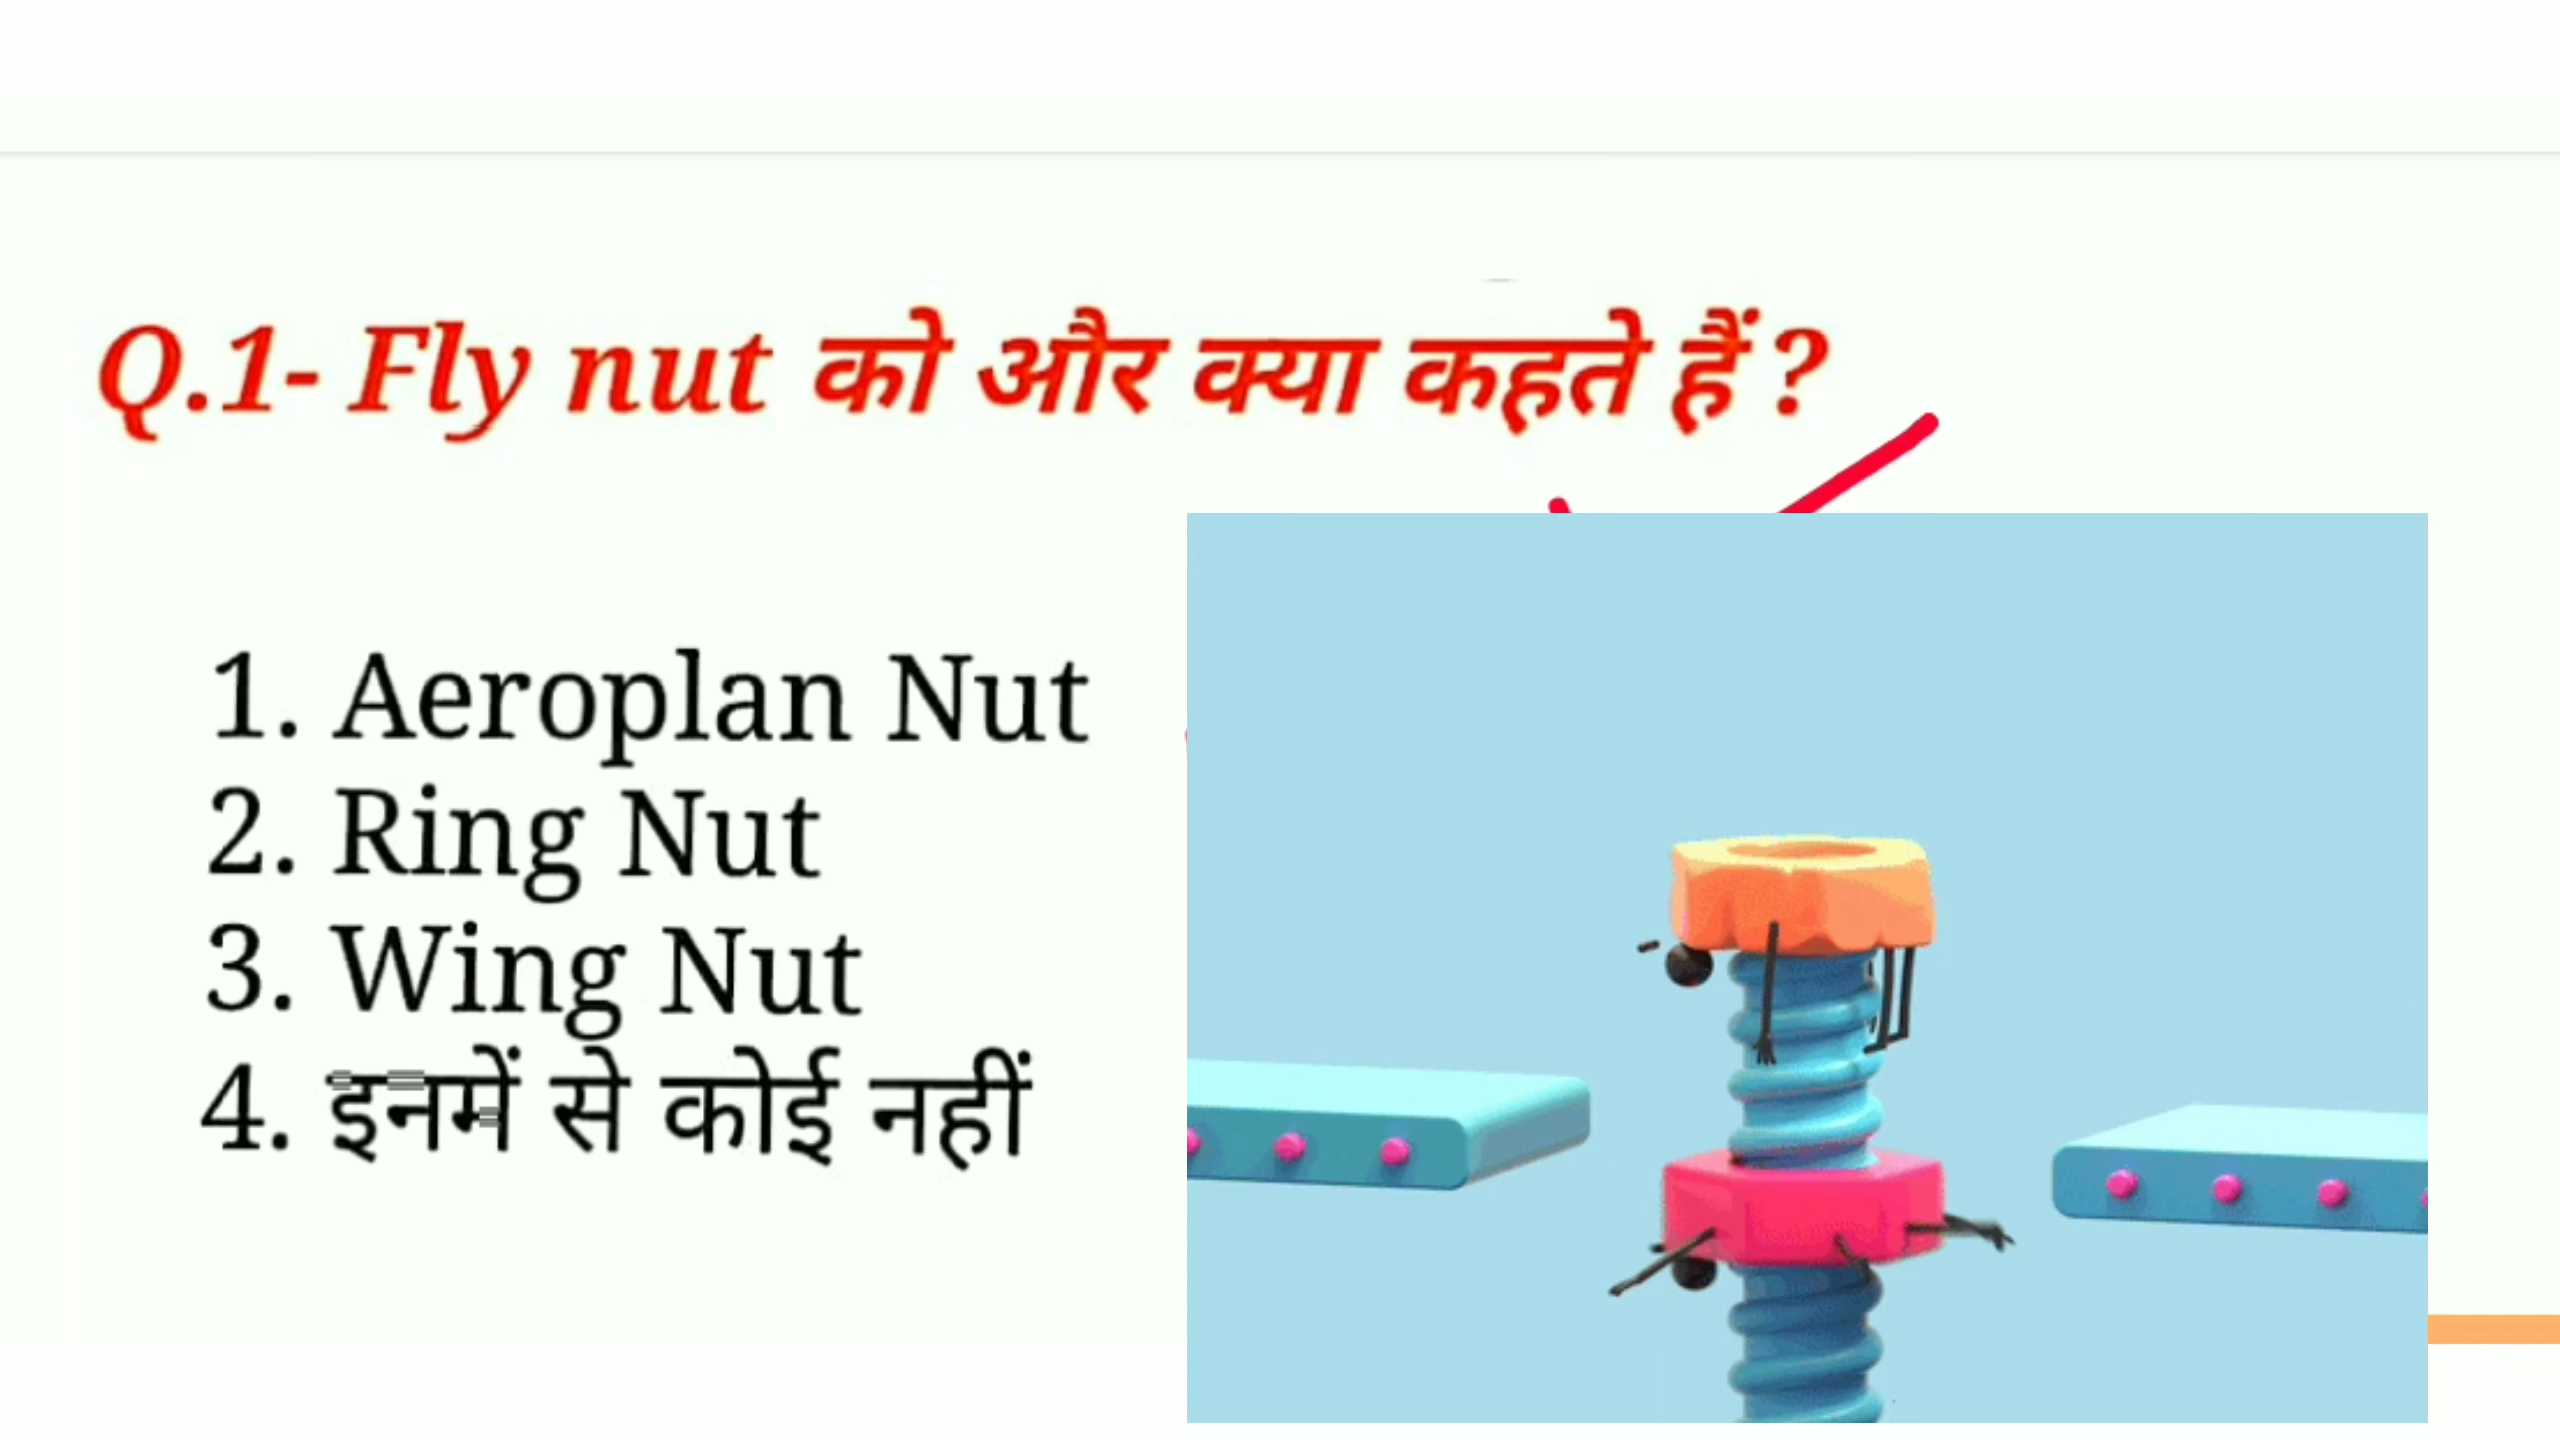 Q.1- Fly nut को और क्या कहते हैं ?
1. Aeroplan Nut
2. Ring Nut
3. Wing Nut
4. इनमें से कोई नहीं